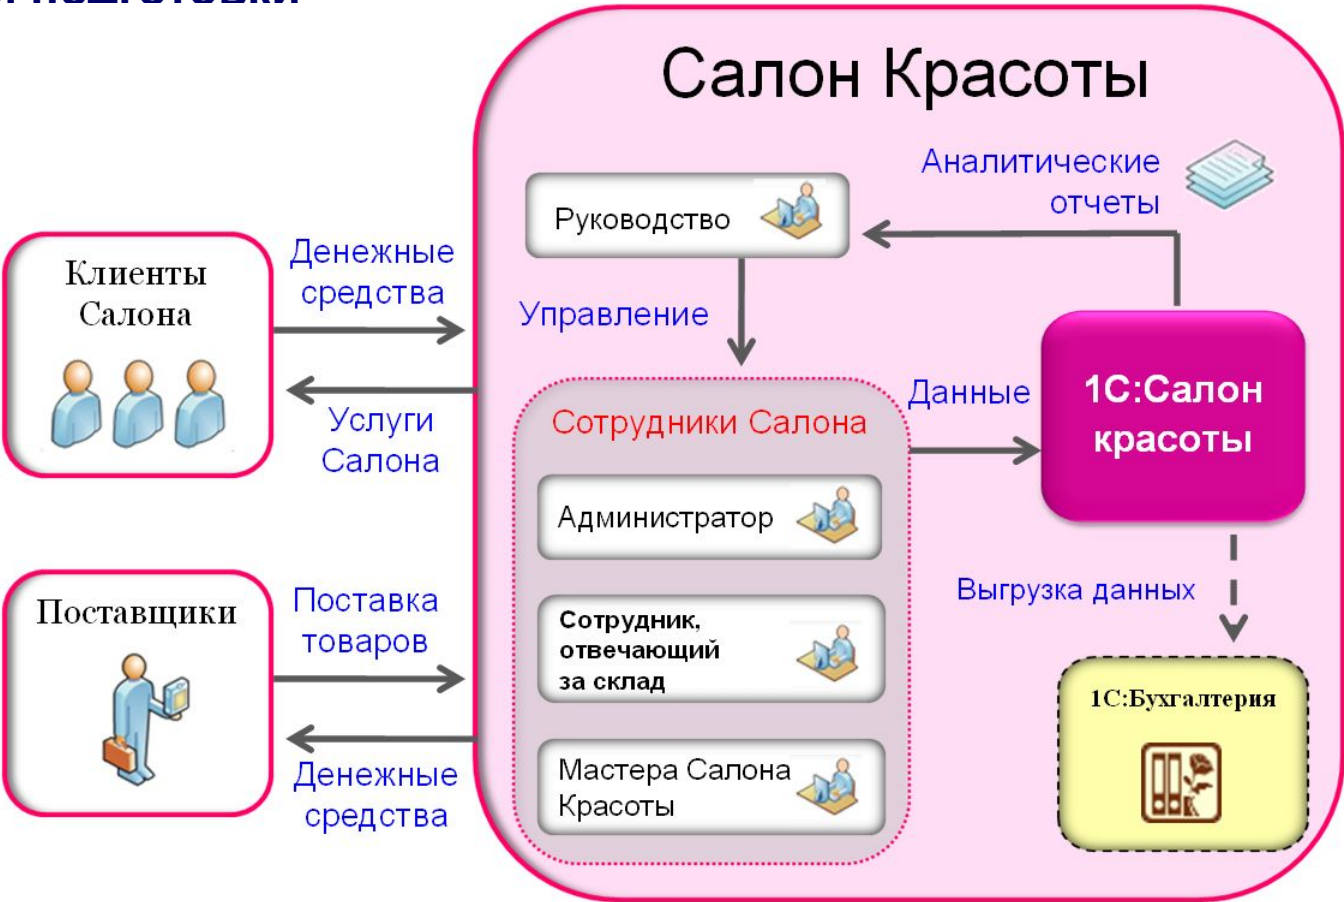 Салон Красоты
Аналитические
отчеты
Руководство
Клиенты
Салона
Денежные
средства
Управление
Услуги
Салона
Сотрудники Салона
Данные
1С:Салон
красоты
Администратор
Поставщики
Поставка
товаров
Сотрудник,
отвечающий
за склад
Выгрузка данных
1С:Бухгалтерия
Денежные
средства
Мастера Салона
Красоты